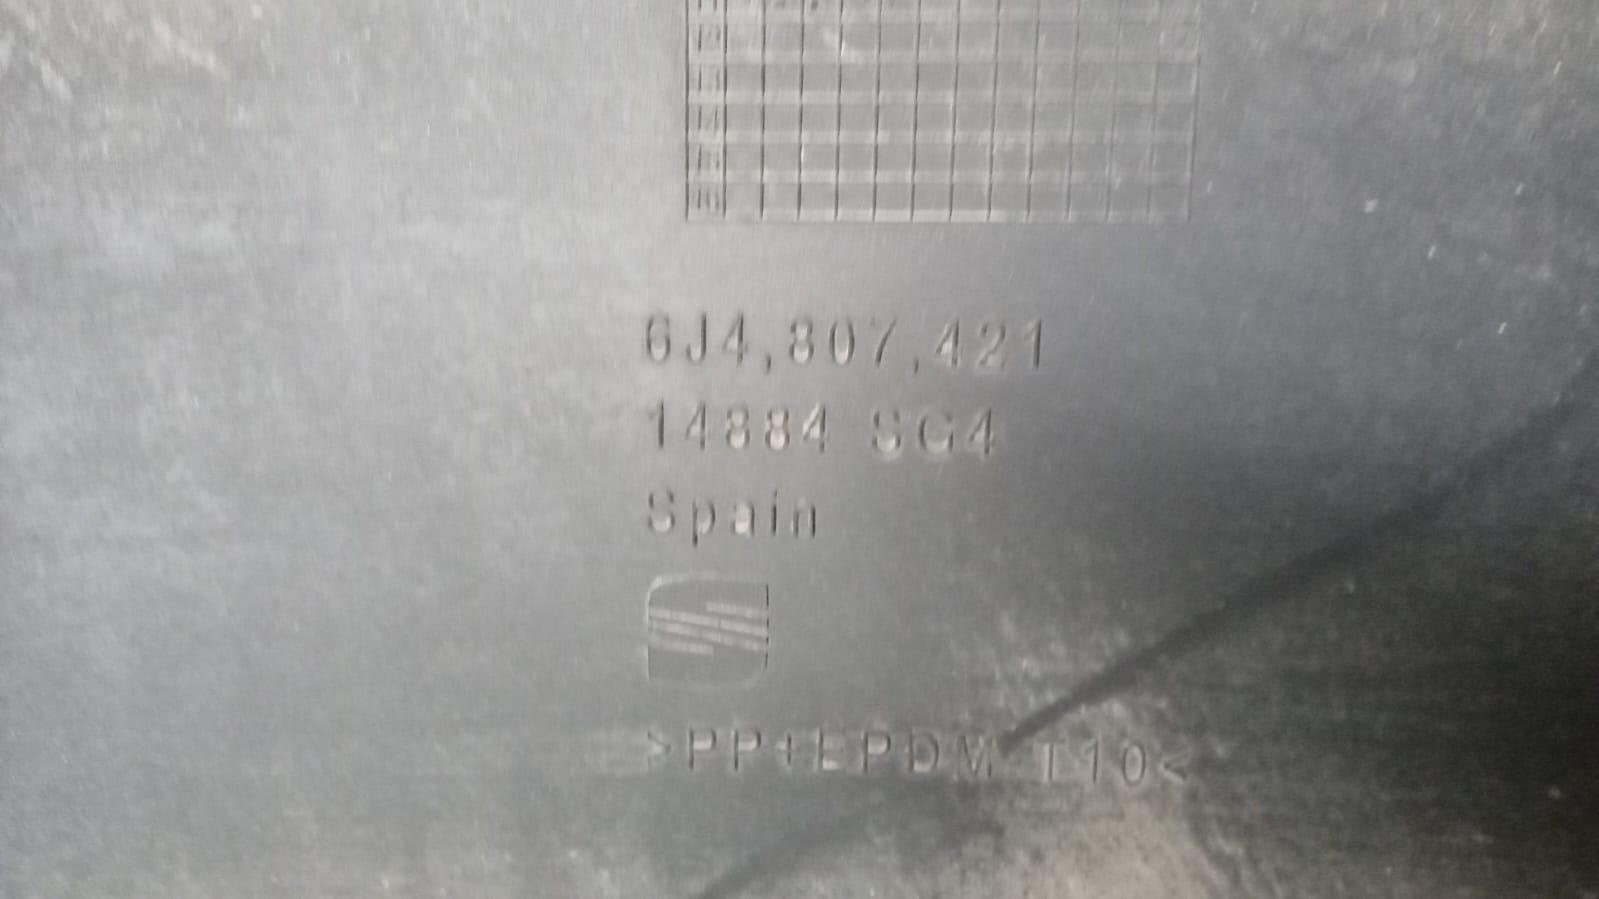 6J4,807,421
14884 SG4
Spain
>PP+EPDM T10<